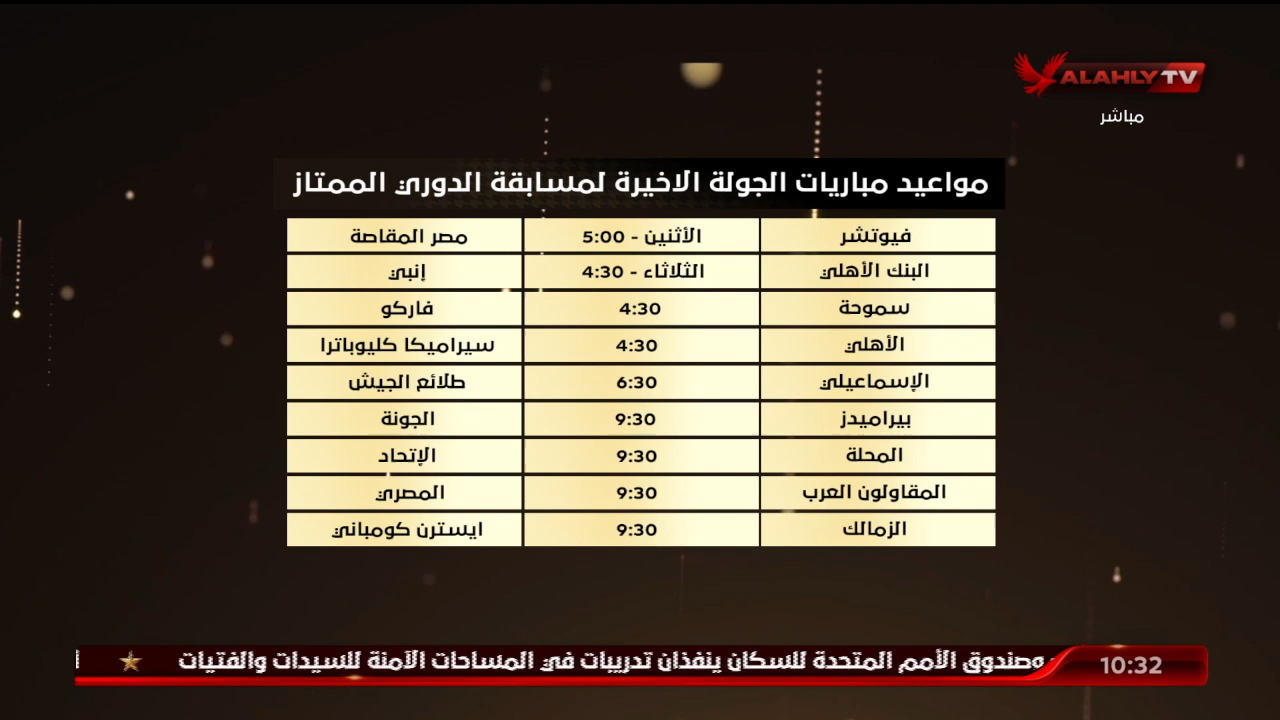 ALAHLY TV
مباشر
مواعيد مباريات الجولة الاخيرة لمسابقة الدوري الممتاز
فيوتشر الأثنين - 5:00 مصر المقاصة
البنك الأهلي الثلاثاء - 4:30 إنبي
سموحة 4:30 فاركو
الأهلي 4:30 سيراميكا كليوباترا
الإسماعيلي 6:30 طلائع الجيش
بيراميدز 9:30 الجونة
المحلة 9:30 الإتحاد
المقاولون العرب 9:30 المصري
الزمالك 9:30 ايسترن كومباني
10:32 وصندوق الأمم المتحدة للسكان ينفذان تدريبات في المساحات الآمنة للسيدات والفتيات